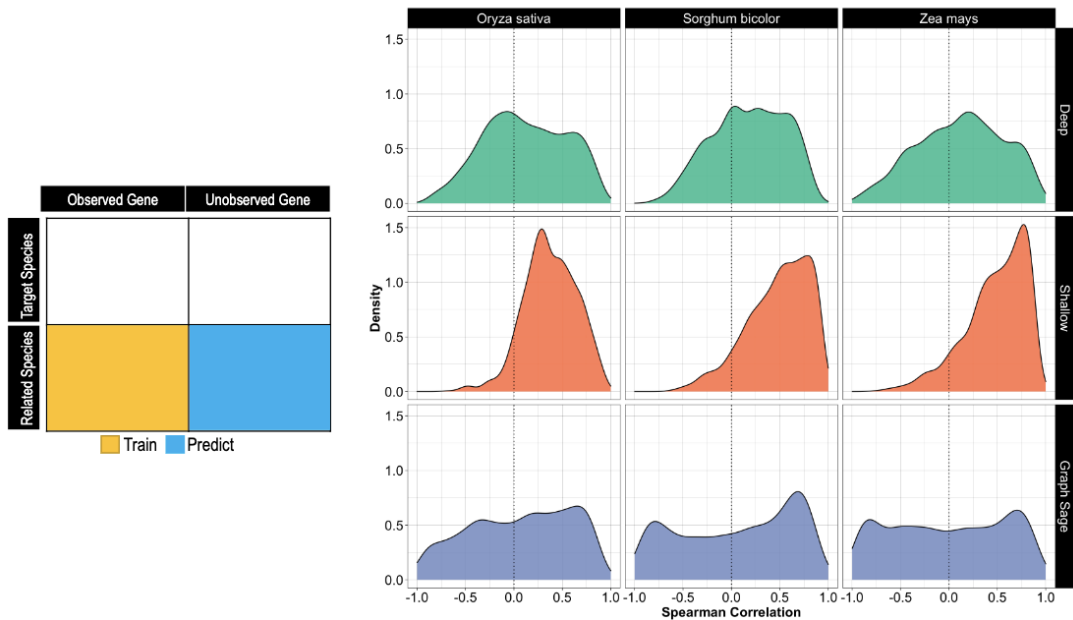 Observed Gene
Unobserved Gene
Target Species
Related Species
Train
Predict
Oryza sativa
Sorghum bicolor
Zea mays
Density
1.5
1.0
0.5
0.0
Deep
1.5
1.0
0.5
0.0
Shallow
1.5
1.0
0.5
0.0
Graph Sage
-1.0 -0.5 0.0 0.5 1.0
-1.0 -0.5 0.0 0.5 1.0
-1.0 -0.5 0.0 0.5 1.0
Spearman Correlation